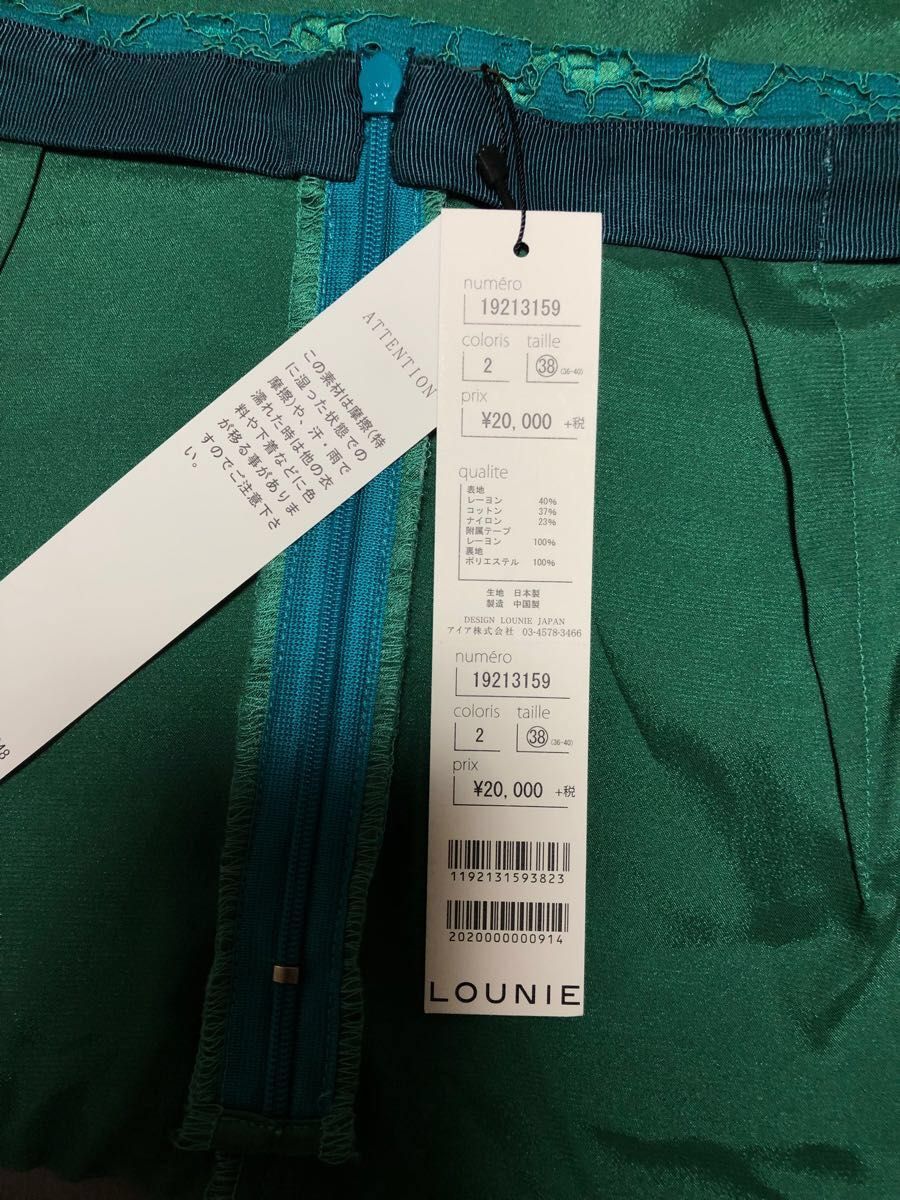 ATTENTION
この素材は摩擦(特
に湿った状態での
摩擦)や、汗・雨で
濡れた時は他の衣
料や下着などに色
が移る事がありま
すのでご注意下さ
い。
48
numéro
19213159
coloris taille
2 38 (36-40)
prix
¥20,000 +税
qualite
表地
レーヨン 40%
コットン 37%
ナイロン 23%
附属テープ
レーヨン 100%
裏地
ポリエステル 100%
生地 日本製
製造 中国製
DESIGN LOUNIE JAPAN
アイア株式会社 03-4578-3466
numéro
19213159
coloris taille
2 38 (36-40)
prix
¥20,000 +税
1192131593823
2020000000914
LOUNIE